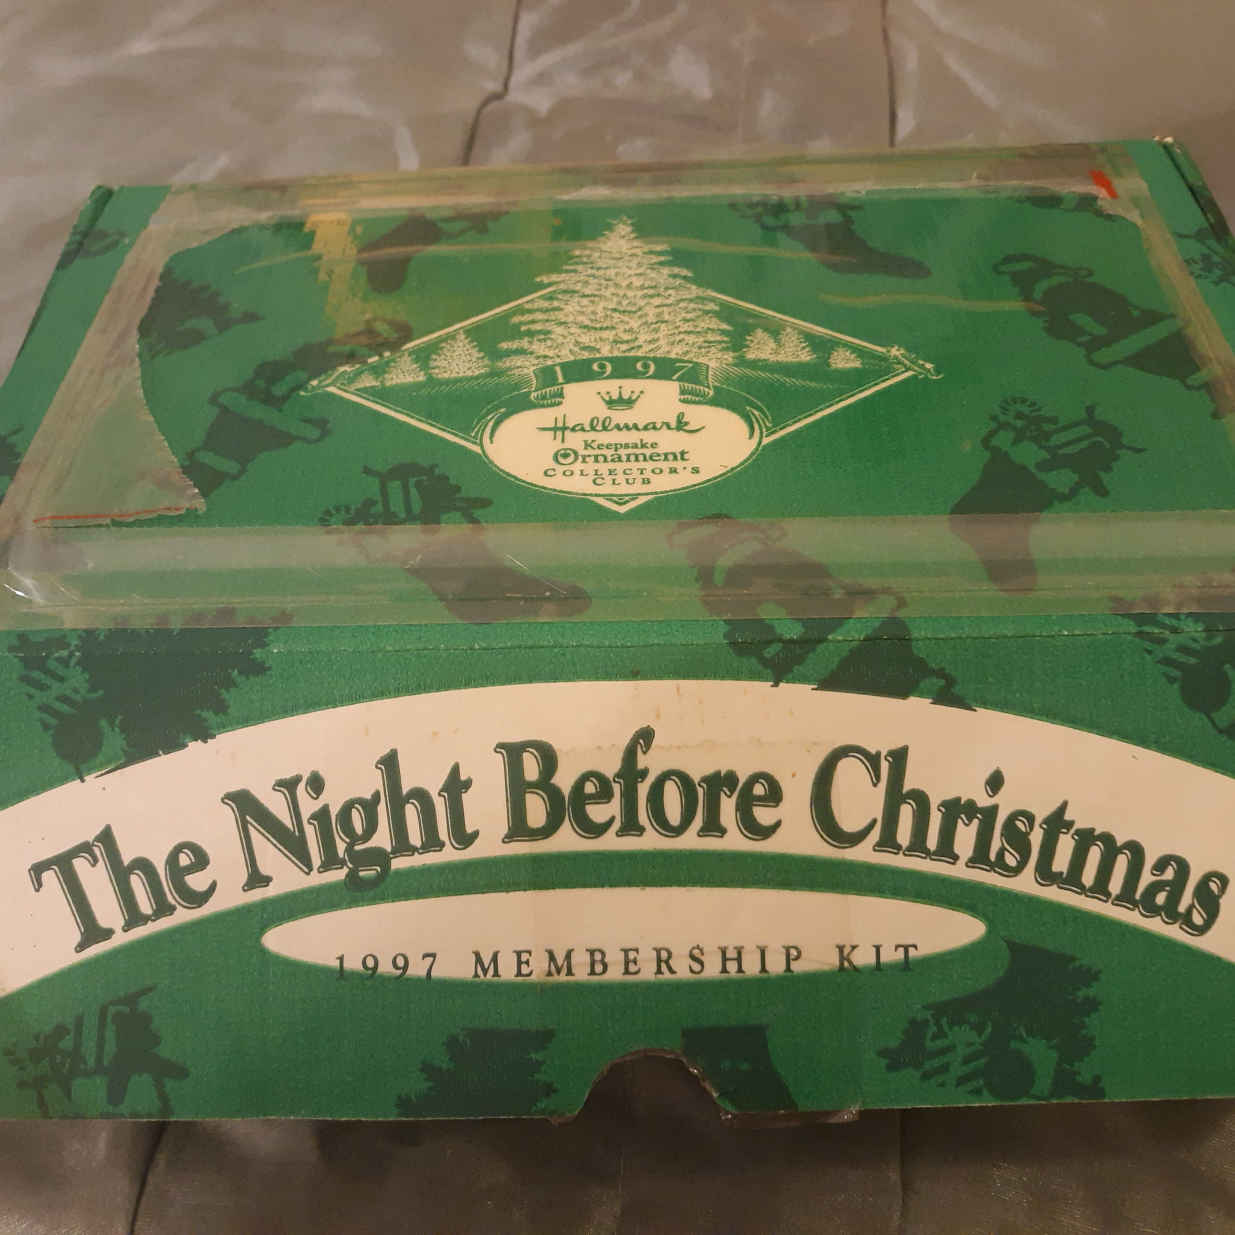 1997
Hallmark
Keepsake
Ornament
COLLECTOR'S
CLUB
The Night Before Christmas
1997 MEMBERSHIP KIT